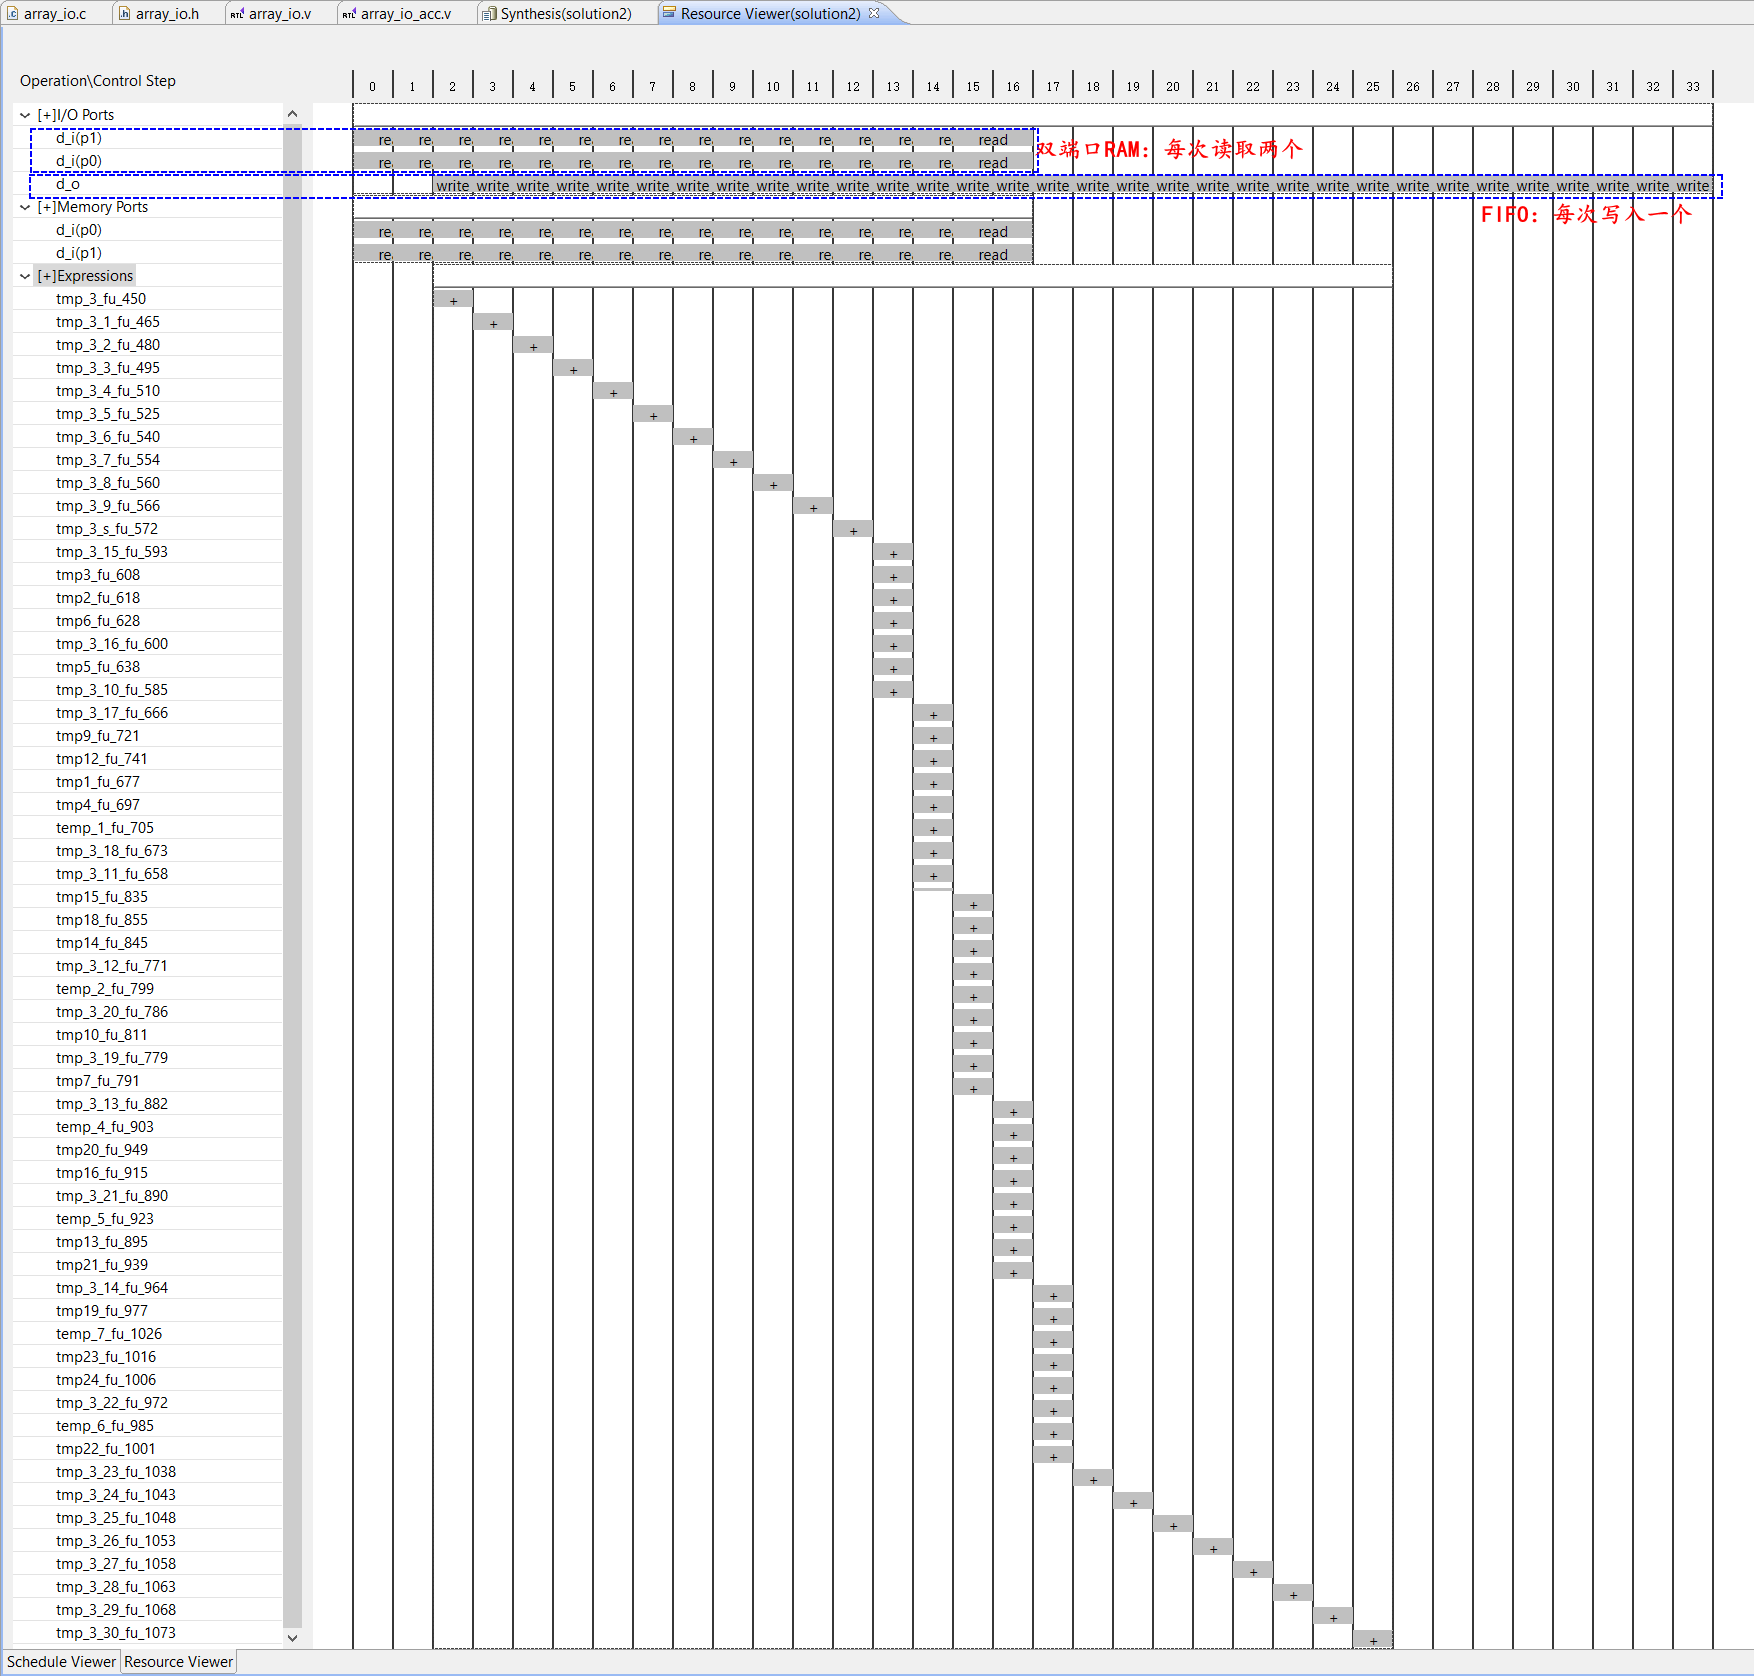 array_io.c array_io.h array_io.v array_io_acc.v Synthesis(solution2) Resource Viewer(solution2)
Operation\Control Step 0 1 2 3 4 5 6 7 8 9 10 11 12 13 14 15 16 17 18 19 20 21 22 23 24 25 26 27 28 29 30 31 32 33
[+]I/O Ports
d_i(p1) re re re re re re re re re re re re re re re read
双端口RAM: 每次读取两个
d_i(p0) re re re re re re re re re re re re re re re read
d_o write write write write write write write write write write write write write write write write write write write write write write write write write write write write write write write write
[+]Memory Ports
FIFO: 每次写入一个
d_i(p0) re re re re re re re re re re re re re re re read
d_i(p1) re re re re re re re re re re re re re re re read
[+]Expressions
tmp_3_fu_450 +
tmp_3_1_fu_465 +
tmp_3_2_fu_480 +
tmp_3_3_fu_495 +
tmp_3_4_fu_510 +
tmp_3_5_fu_525 +
tmp_3_6_fu_540 +
tmp_3_7_fu_554 +
tmp_3_8_fu_560 +
tmp_3_9_fu_566 +
tmp_3_s_fu_572 +
tmp_3_15_fu_593 +
tmp3_fu_608 +
tmp2_fu_618 +
tmp6_fu_628 +
tmp_3_16_fu_600 +
tmp5_fu_638 +
tmp_3_10_fu_585 +
tmp_3_17_fu_666 +
tmp9_fu_721 +
tmp12_fu_741 +
tmp1_fu_677 +
tmp4_fu_697 +
temp_1_fu_705 +
tmp_3_18_fu_673 +
tmp_3_11_fu_658 +
tmp15_fu_835 +
tmp18_fu_855 +
tmp14_fu_845 +
tmp_3_12_fu_771 +
temp_2_fu_799 +
tmp_3_20_fu_786 +
tmp10_fu_811 +
tmp_3_19_fu_779 +
tmp7_fu_791 +
tmp_3_13_fu_882 +
temp_4_fu_903 +
tmp20_fu_949 +
tmp16_fu_915 +
tmp_3_21_fu_890 +
temp_5_fu_923 +
tmp13_fu_895 +
tmp21_fu_939 +
tmp_3_14_fu_964 +
tmp19_fu_977 +
temp_7_fu_1026 +
tmp23_fu_1016 +
tmp24_fu_1006 +
tmp_3_22_fu_972 +
temp_6_fu_985 +
tmp22_fu_1001 +
tmp_3_23_fu_1038 +
tmp_3_24_fu_1043 +
tmp_3_25_fu_1048 +
tmp_3_26_fu_1053 +
tmp_3_27_fu_1058 +
tmp_3_28_fu_1063 +
tmp_3_29_fu_1068 +
tmp_3_30_fu_1073 +
Schedule Viewer Resource Viewer